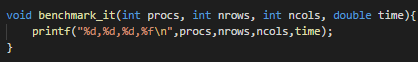 void benchmark_it(int procs, int nrows, int ncols, double time){
    printf("%d,%d,%d,%f\n",procs,nrows,ncols,time);
}